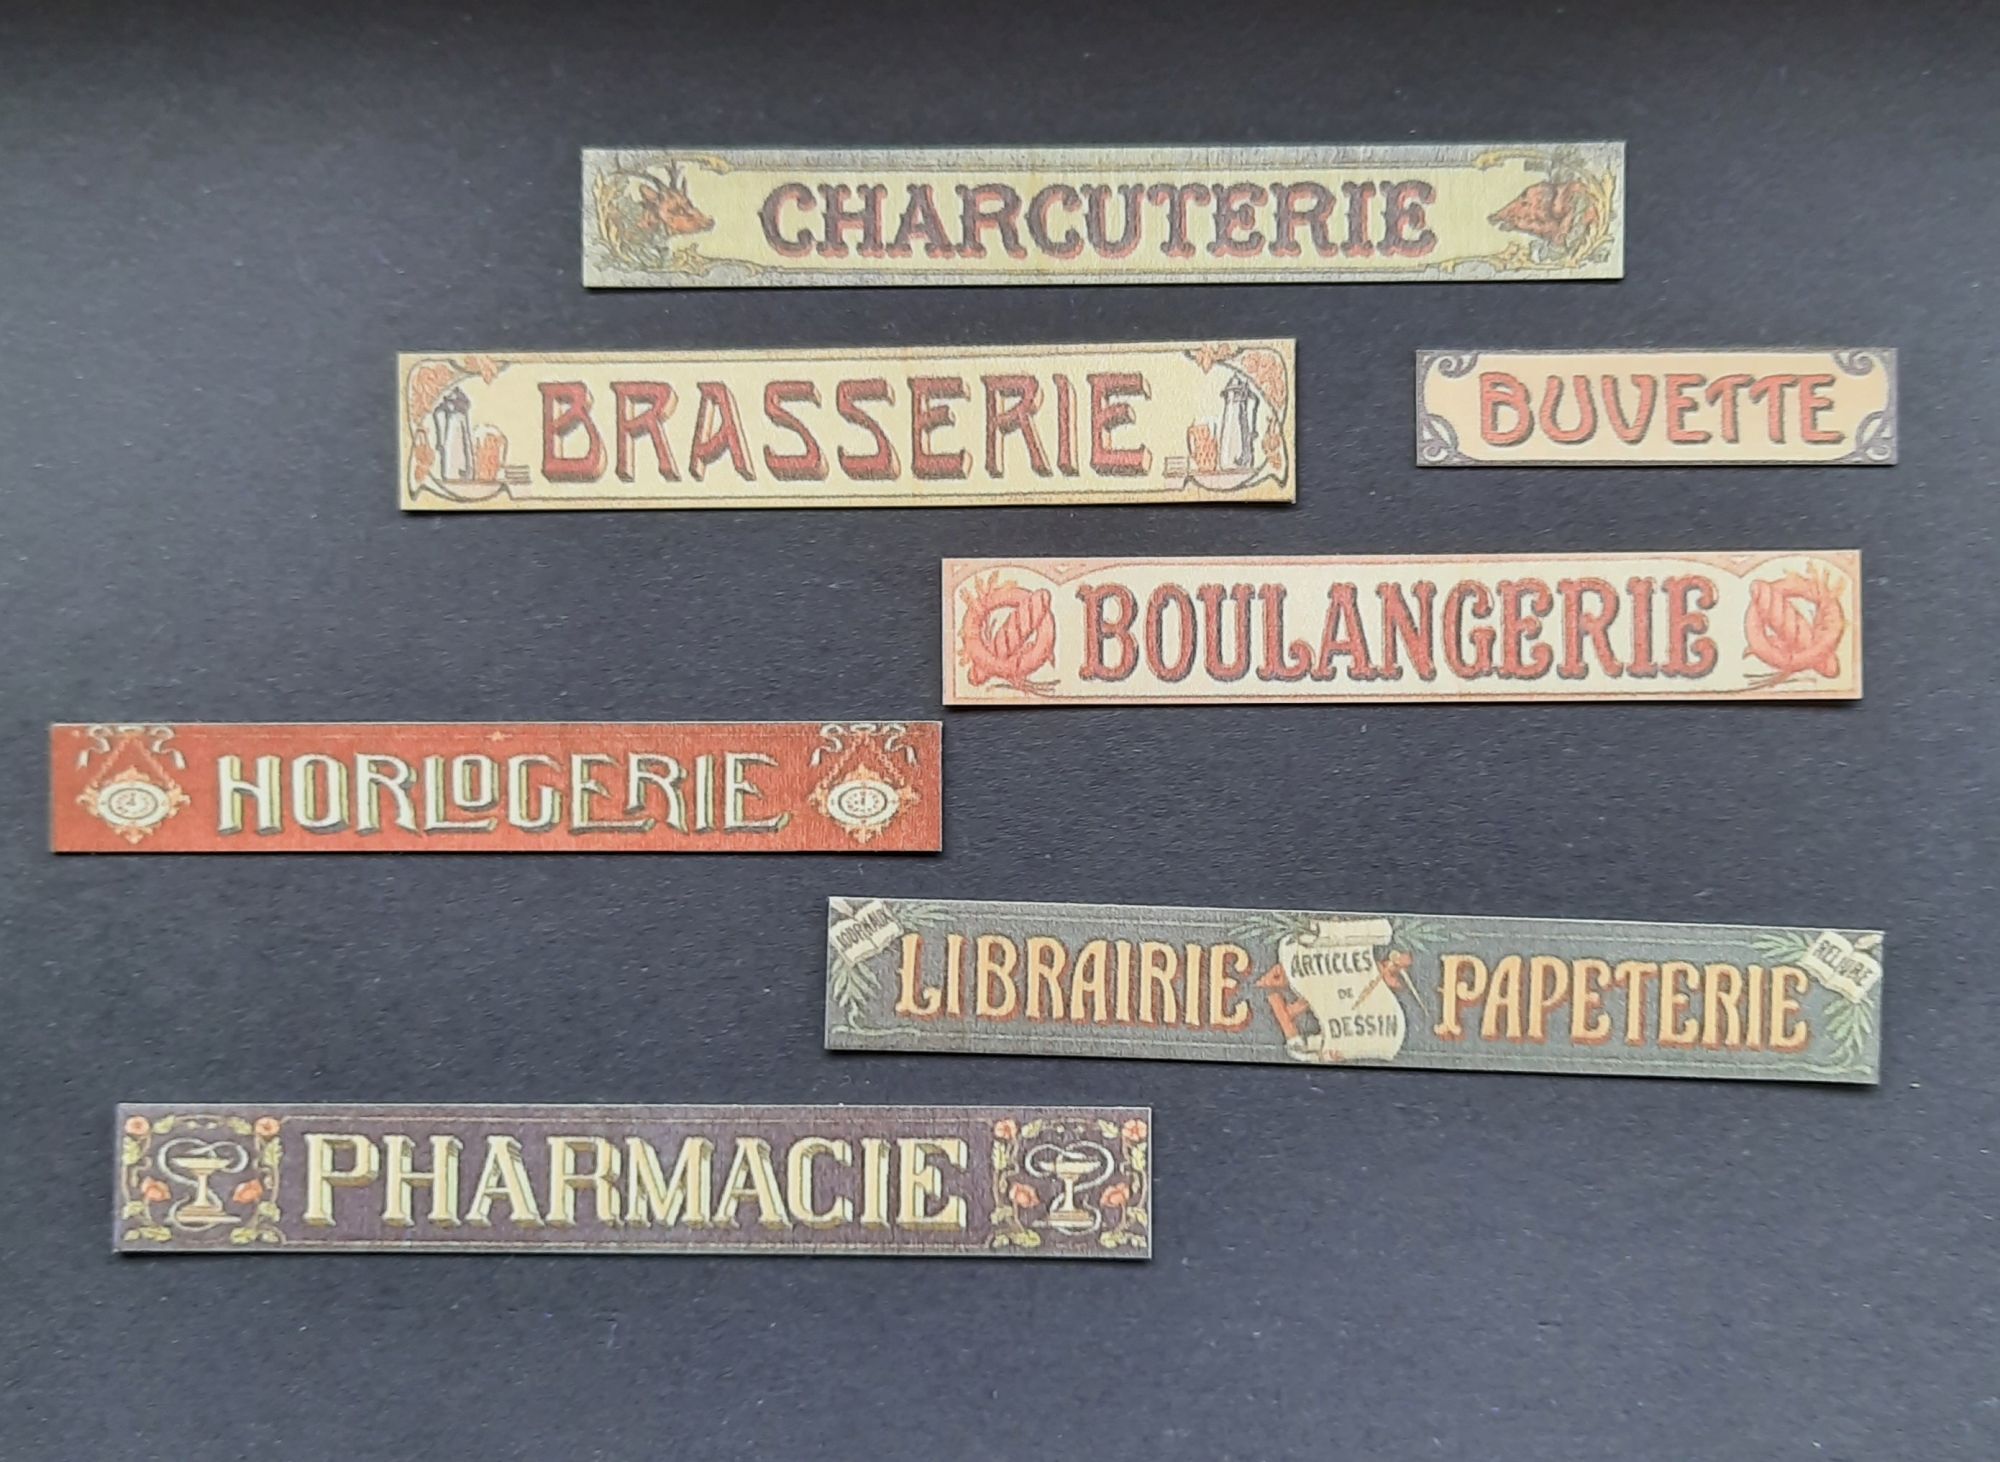 CHARCUTERIE
BRASSERIE
BUVETTE
BOULANGERIE
HORLOGERIE
JOURNAUX
LIBRAIRIE
ARTICLES
DE
DESSIN
PAPETERIE
RELIURE
PHARMACIE